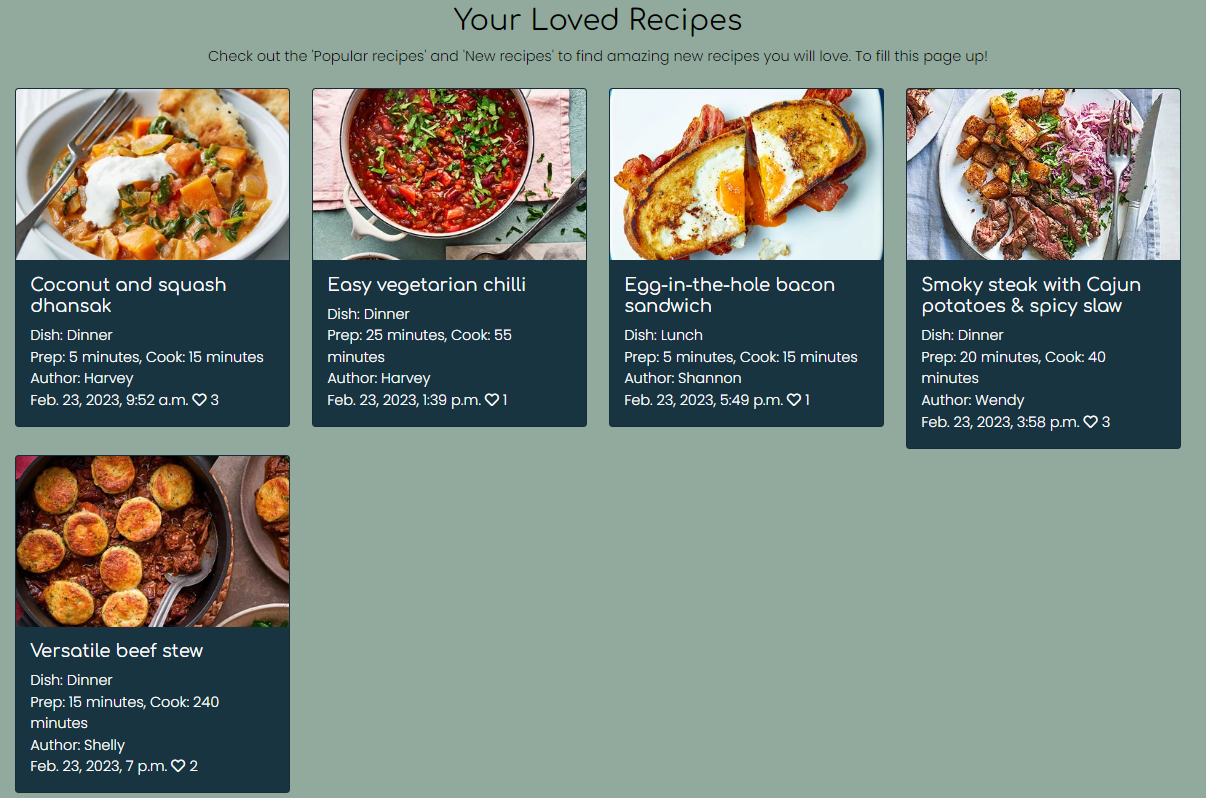 Your Loved Recipes
Check out the 'Popular recipes' and 'New recipes' to find amazing new recipes you will love. To fill this page up!
Coconut and squash
dhansak
Dish: Dinner
Prep: 5 minutes, Cook: 15 minutes
Author: Harvey
Feb. 23, 2023, 9:52 a.m. 3
Easy vegetarian chilli
Dish: Dinner
Prep: 25 minutes, Cook: 55
minutes
Author: Harvey
Feb. 23, 2023, 1:39 p.m. 1
Egg-in-the-hole bacon
sandwich
Dish: Lunch
Prep: 5 minutes, Cook: 15 minutes
Author: Shannon
Feb. 23, 2023, 5:49 p.m. 1
Smoky steak with Cajun
potatoes & spicy slaw
Dish: Dinner
Prep: 20 minutes, Cook: 40
minutes
Author: Wendy
Feb. 23, 2023, 3:58 p.m. 3
Versatile beef stew
Dish: Dinner
Prep: 15 minutes, Cook: 240
minutes
Author: Shelly
Feb. 23, 2023, 7 p.m. 2